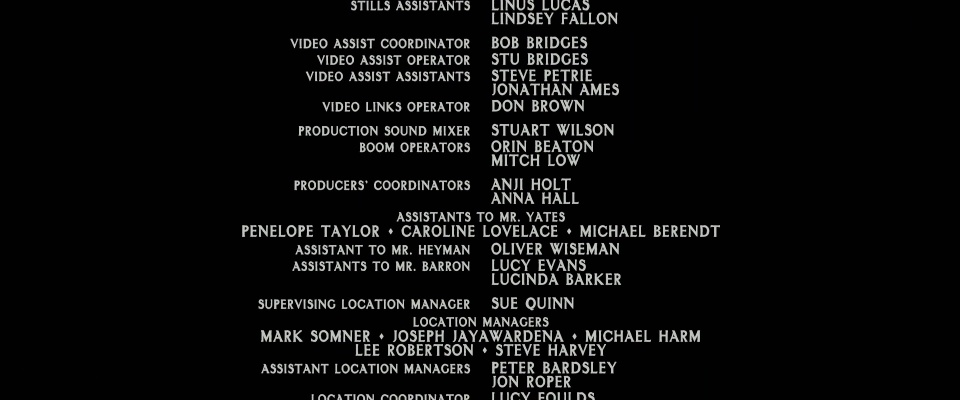 STILLS ASSISTANTS LINUS LUCAS
LINDSEY FALLON
VIDEO ASSIST COORDINATOR BOB BRIDGES
VIDEO ASSIST OPERATOR STU BRIDGES
VIDEO ASSIST ASSISTANTS STEVE PETRIE
JONATHAN AMES
VIDEO LINKS OPERATOR DON BROWN
PRODUCTION SOUND MIXER STUART WILSON
BOOM OPERATORS ORIN BEATON
MITCH LOW
PRODUCERS' COORDINATORS ANJI HOLT
ANNA HALL
ASSISTANTS TO MR. YATES
PENELOPE TAYLOR ♦ CAROLINE LOVELACE ♦ MICHAEL BERENDT
ASSISTANT TO MR. HEYMAN OLIVER WISEMAN
ASSISTANTS TO MR. BARRON LUCY EVANS
LUCINDA BARKER
SUPERVISING LOCATION MANAGER SUE QUINN
LOCATION MANAGERS
MARK SOMNER ♦ JOSEPH JAYAWARDENA ♦ MICHAEL HARM
LEE ROBERTSON ♦ STEVE HARVEY
ASSISTANT LOCATION MANAGERS PETER BARDSLEY
JON ROPER
LOCATION COORDINATOR LUCY FOULDS